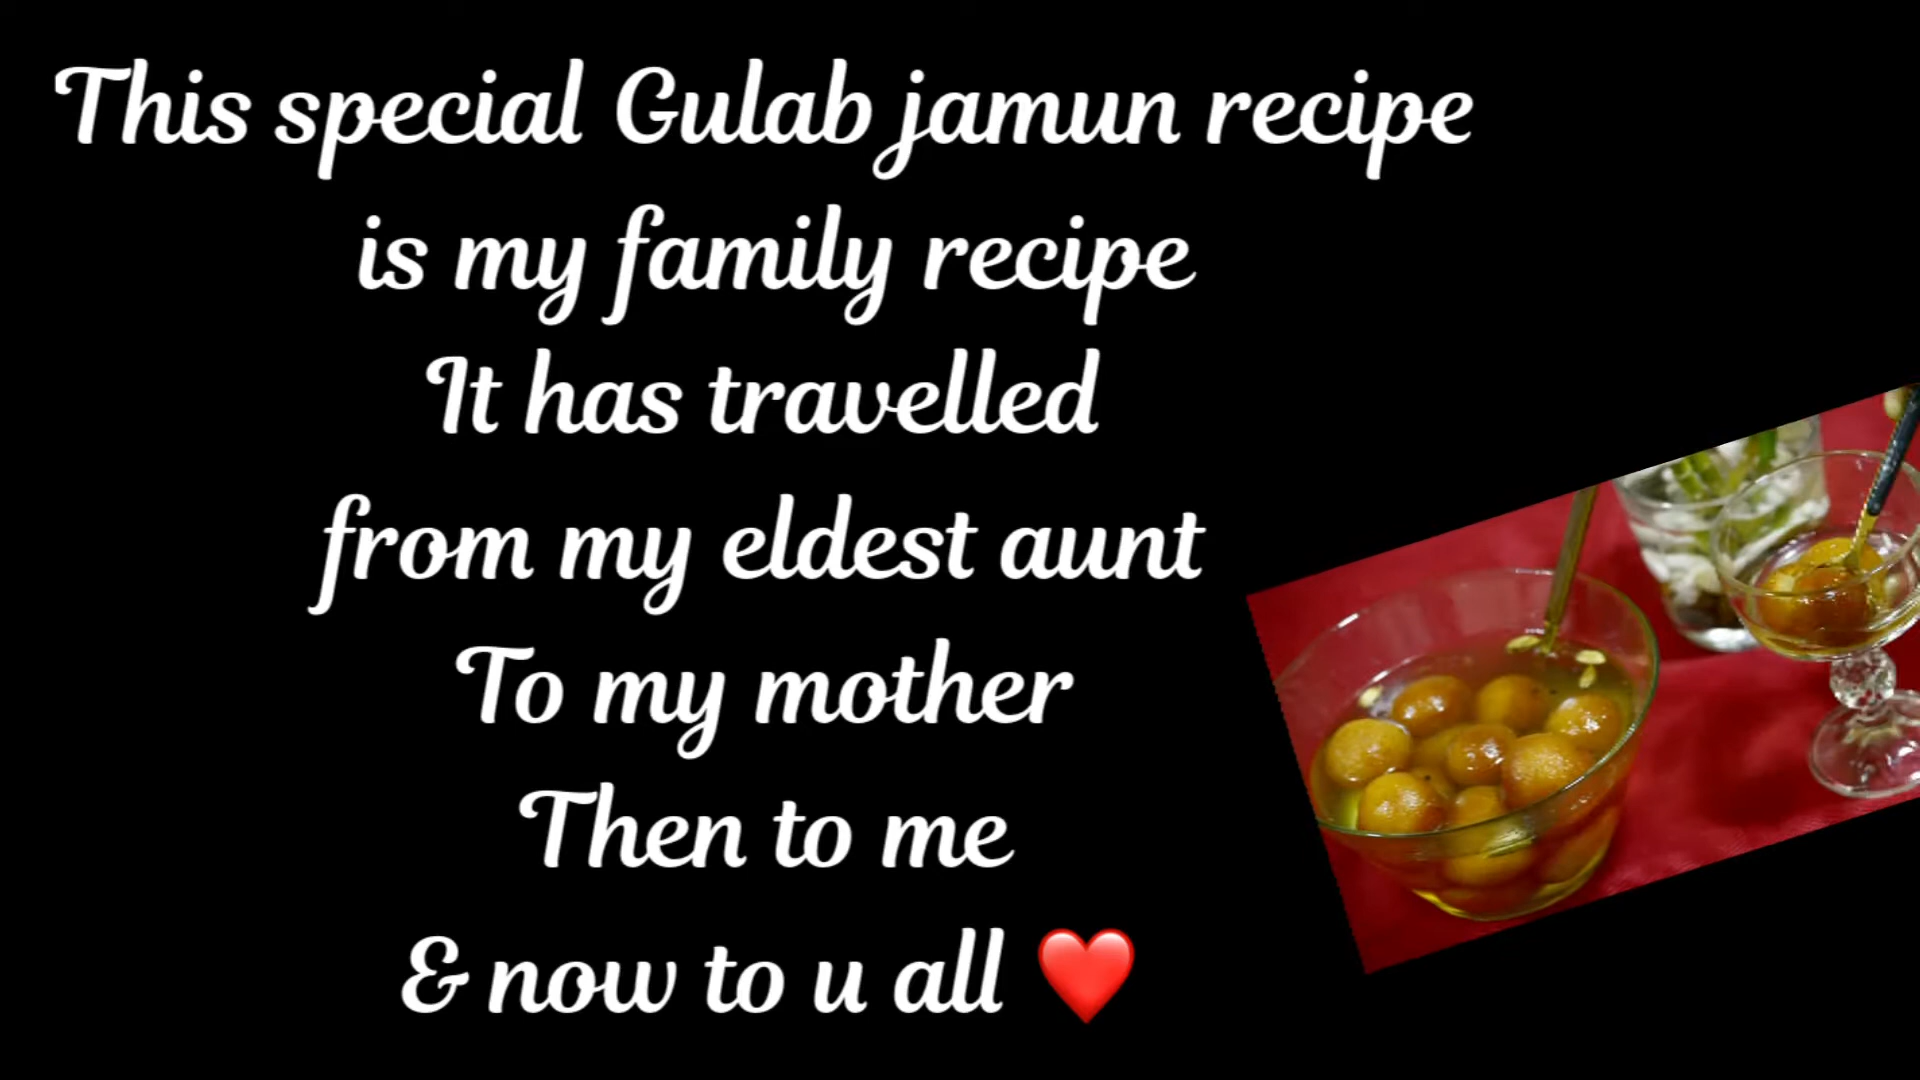 This special Gulab jamun recipe
is my family recipe
It has travelled
from my eldest aunt
To my mother
Then to me
& now to u all ❤️